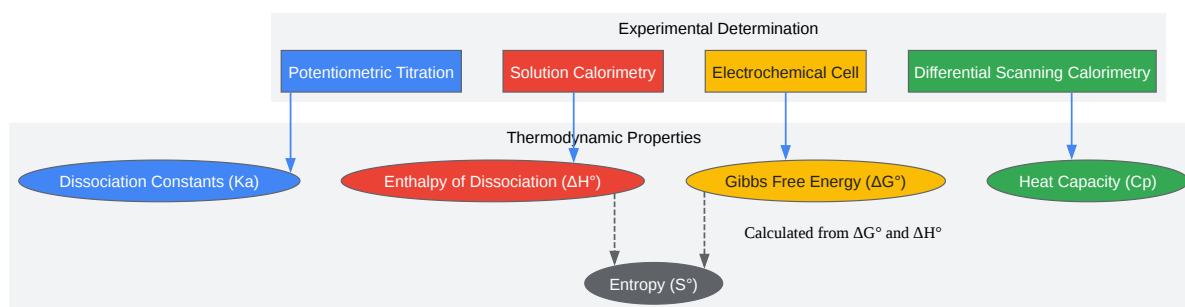 Experimental Determination
Potentiometric Titration
Solution Calorimetry
Electrochemical Cell
Differential Scanning Calorimetry
Thermodynamic Properties
Dissociation Constants (Ka)
Enthalpy of Dissociation (ΔH°)
Gibbs Free Energy (ΔG°)
Heat Capacity (Cp)
Calculated from ΔG° and ΔH°
Entropy (S°)